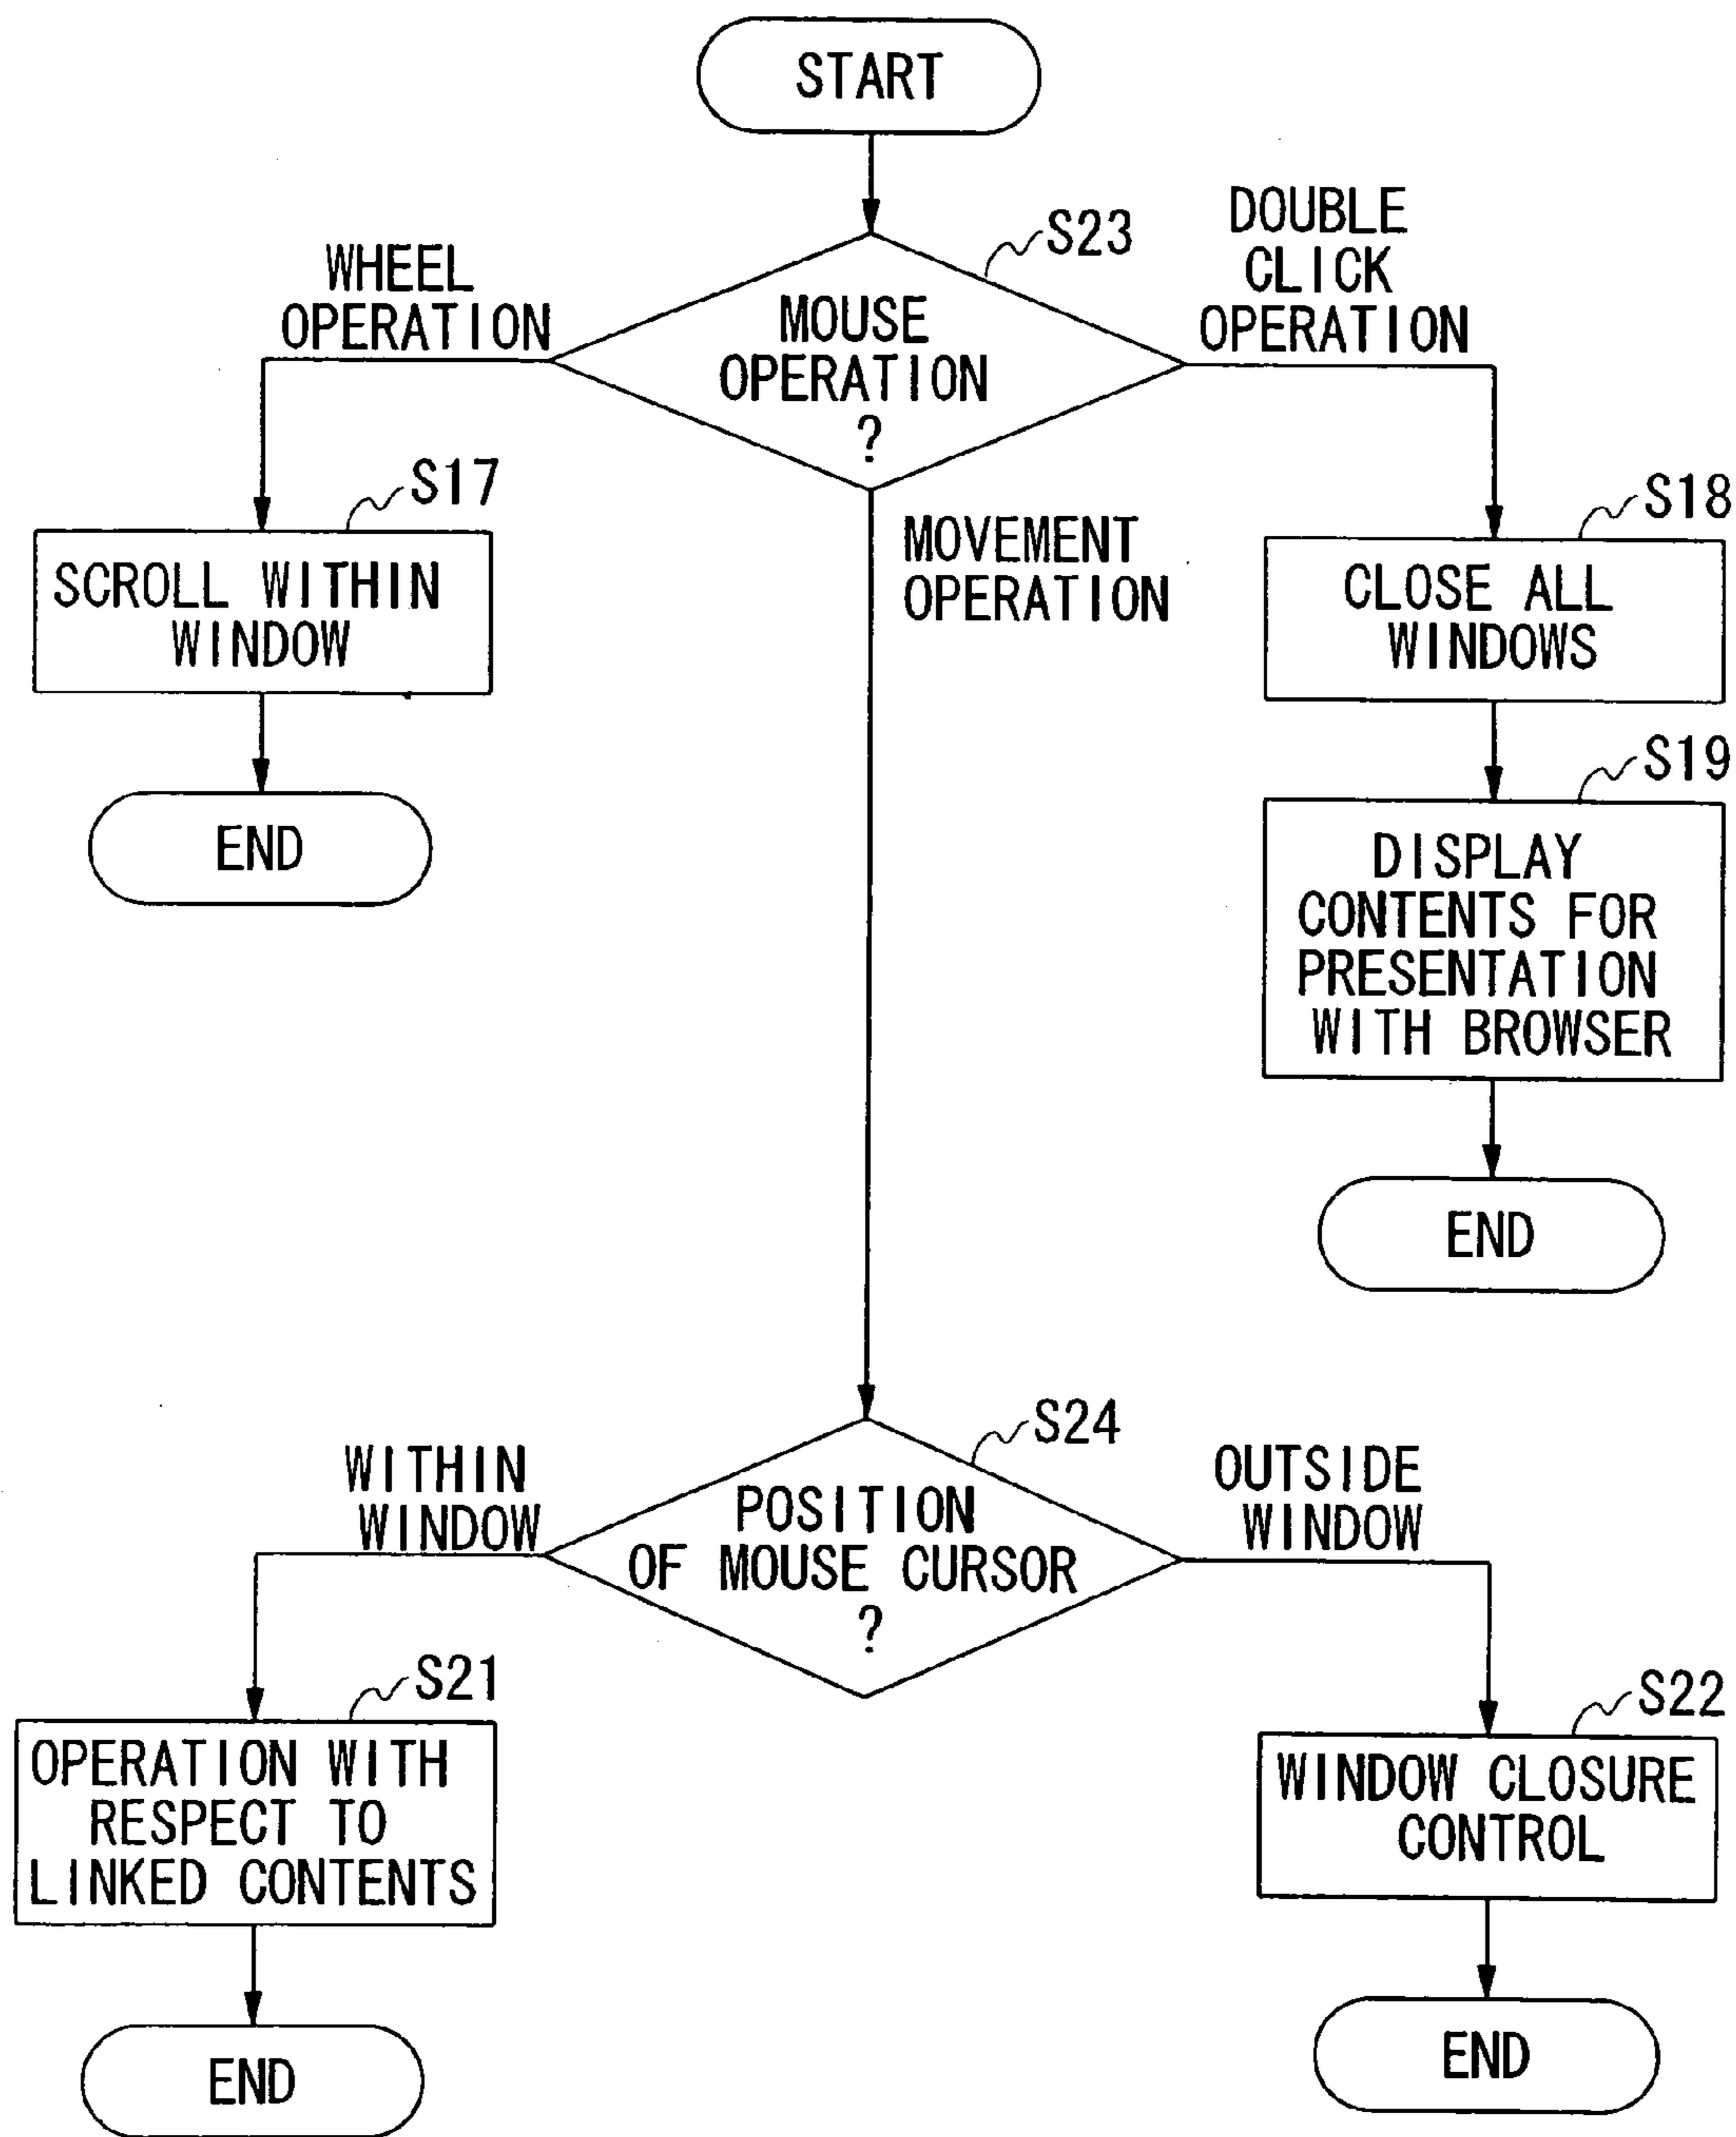 START
S23
WHEEL
OPERATION
MOUSE
OPERATION
?
DOUBLE
CLICK
OPERATION
S17
SCROLL WITHIN
WINDOW
END
MOVEMENT
OPERATION
S18
CLOSE ALL
WINDOWS
S19
DISPLAY
CONTENTS FOR
PRESENTATION
WITH BROWSER
END
S24
WITHIN
WINDOW
POSITION
OF MOUSE CURSOR
?
OUTSIDE
WINDOW
S21
OPERATION WITH
RESPECT TO
LINKED CONTENTS
END
S22
WINDOW CLOSURE
CONTROL
END